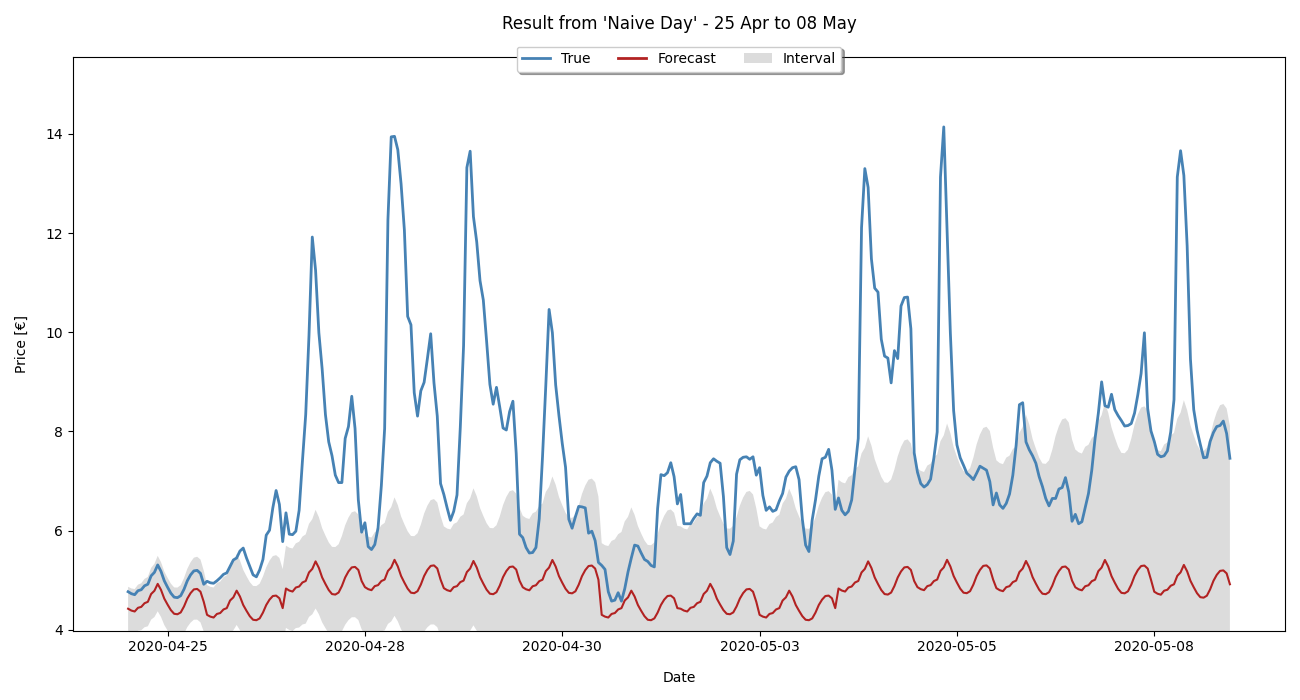 Result from 'Naive Day' - 25 Apr to 08 May
True Forecast Interval
14
12
10
8
6
4
Price [€]
2020-04-25 2020-04-28 2020-04-30 2020-05-03 2020-05-05 2020-05-08
Date